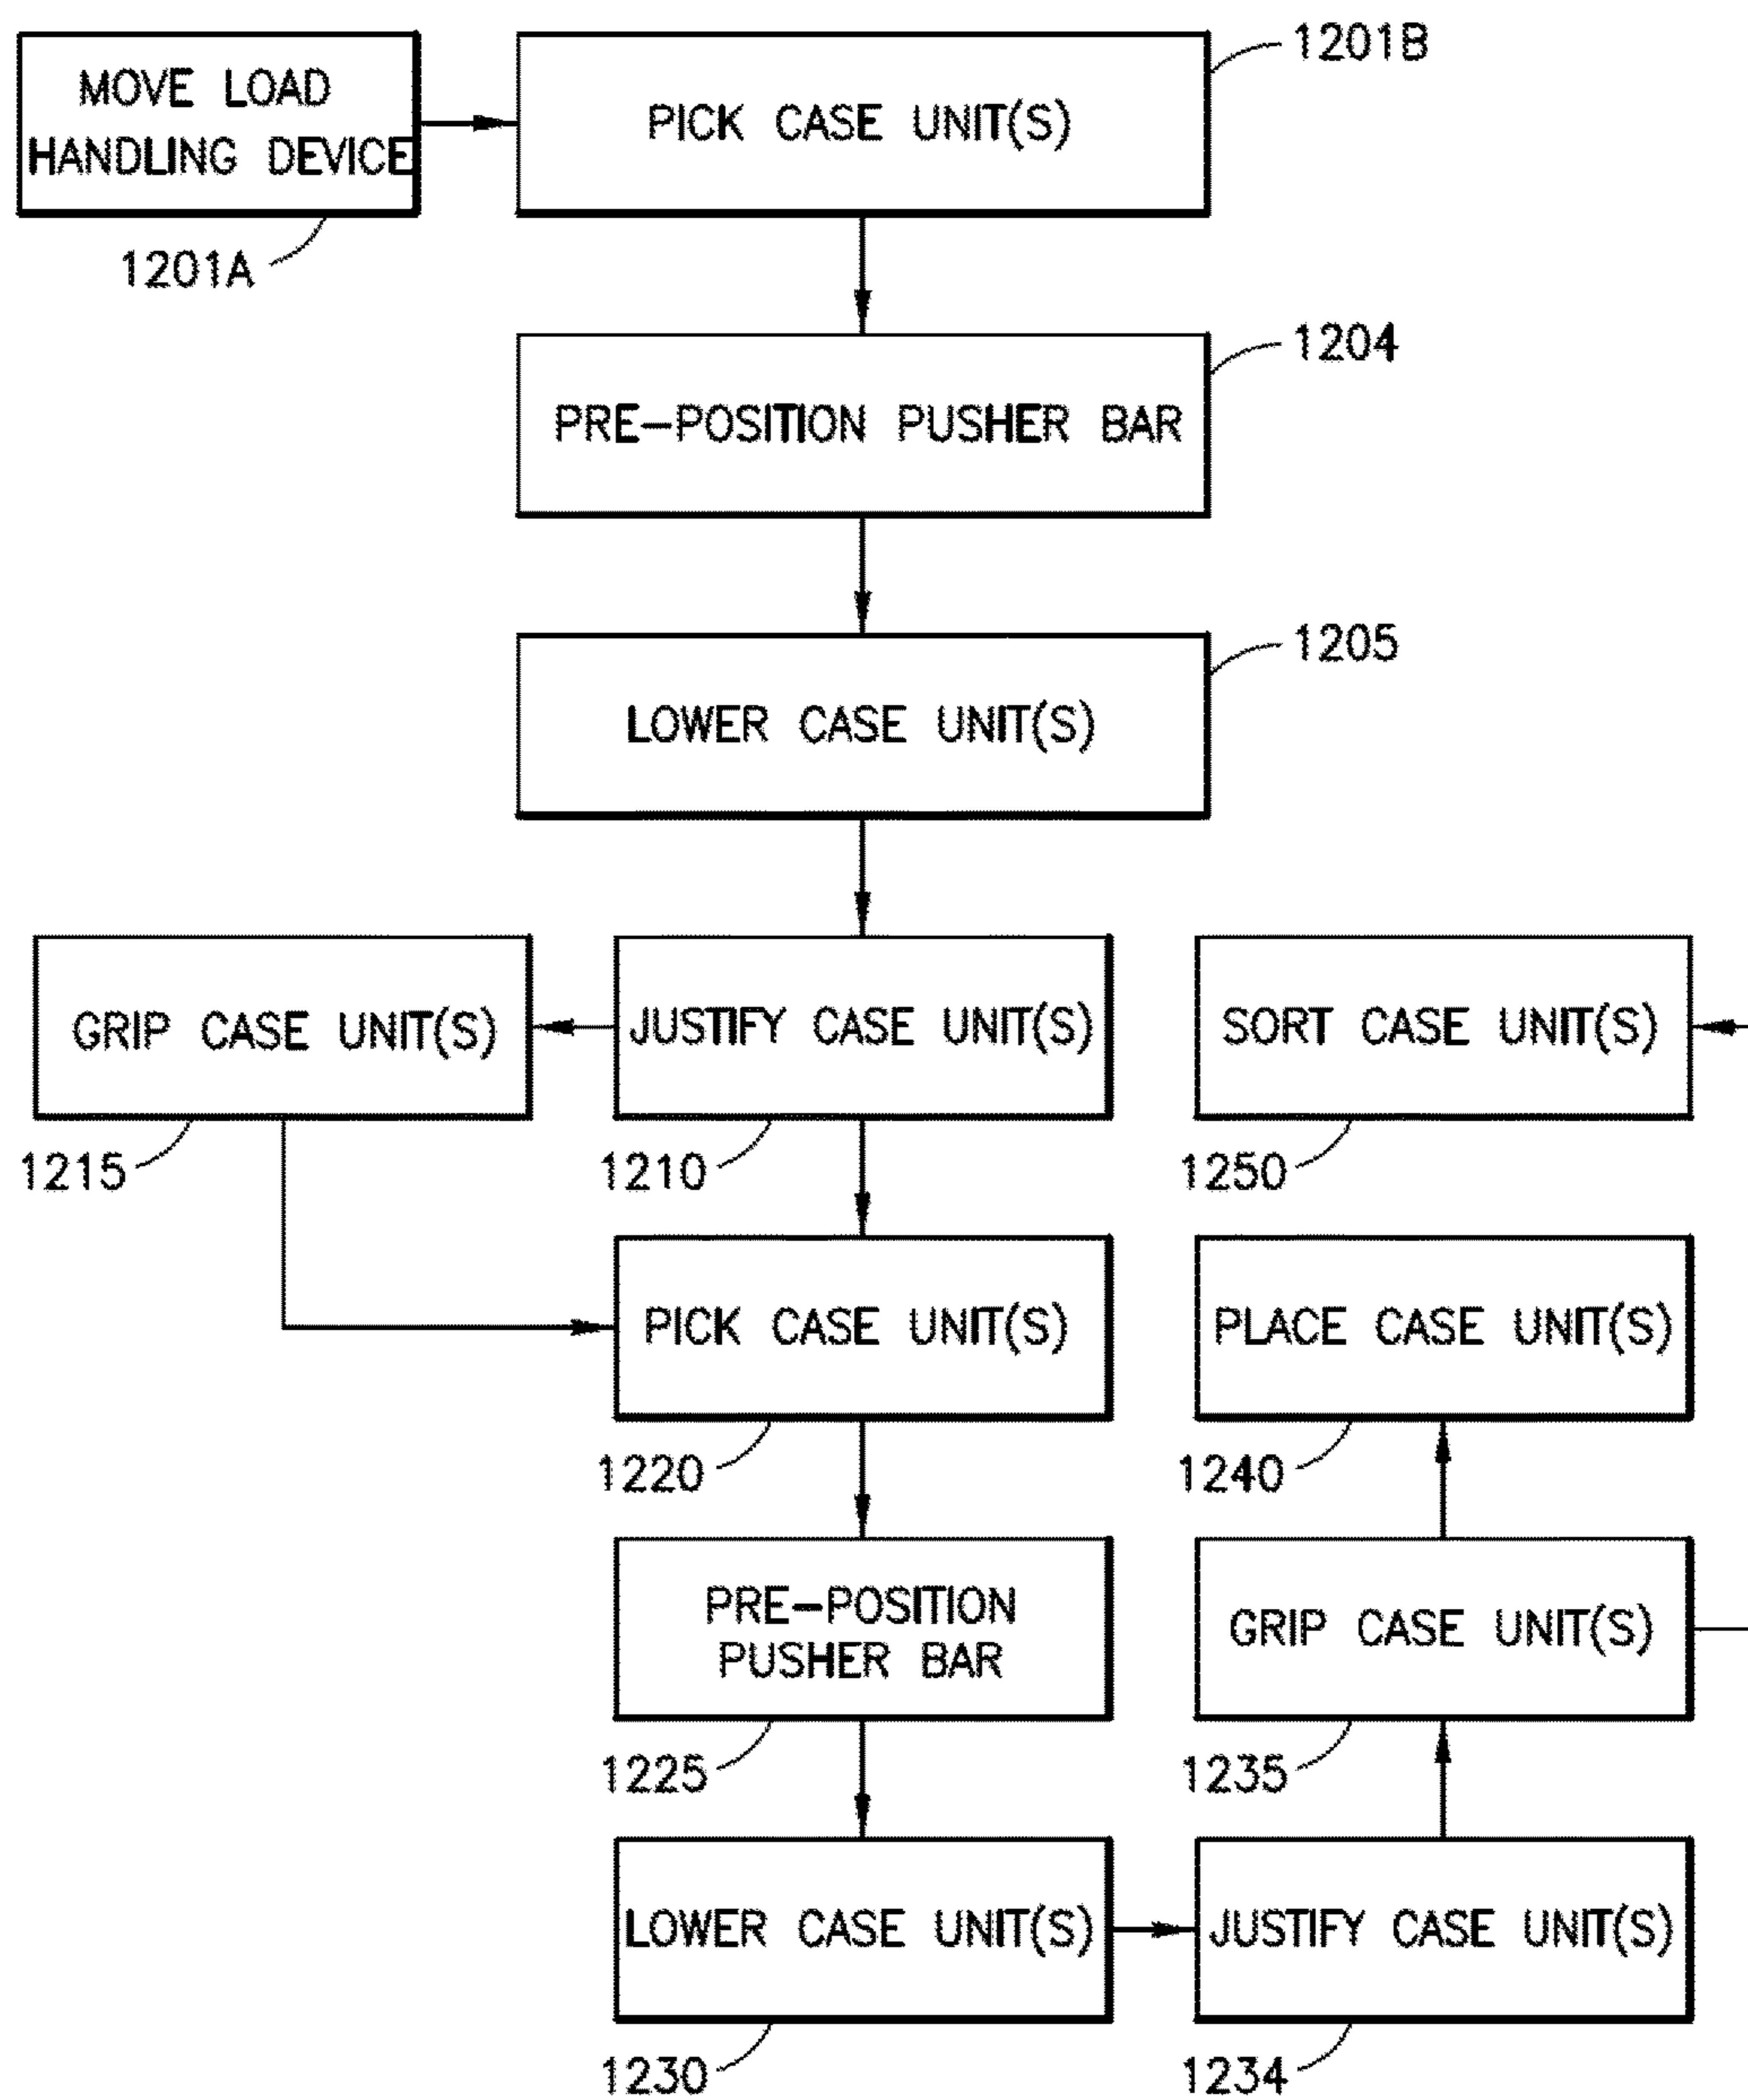 MOVE LOAD
HANDLING DEVICE
1201A
PICK CASE UNIT(S)
1201B
PRE-POSITION PUSHER BAR
1204
LOWER CASE UNIT(S)
1205
GRIP CASE UNIT(S)
1215
JUSTIFY CASE UNIT(S)
1210
SORT CASE UNIT(S)
1250
PICK CASE UNIT(S)
1220
PLACE CASE UNIT(S)
1240
PRE-POSITION
PUSHER BAR
1225
GRIP CASE UNIT(S)
1235
LOWER CASE UNIT(S)
1230
JUSTIFY CASE UNIT(S)
1234